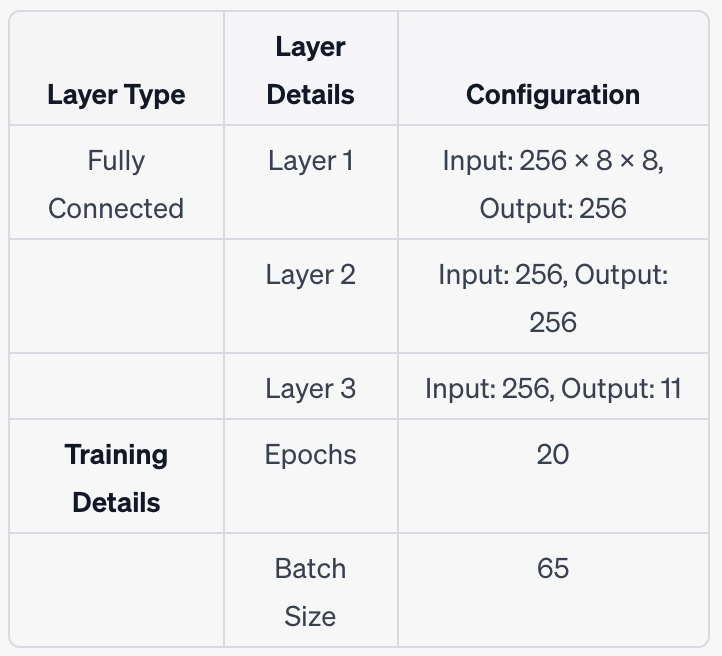 Layer Type
Layer
Details
Configuration
Fully
Connected
Layer 1
Input: 256 × 8 × 8,
Output: 256
Layer 2
Input: 256, Output:
256
Layer 3
Input: 256, Output: 11
Training
Details
Epochs
20
Batch
Size
65